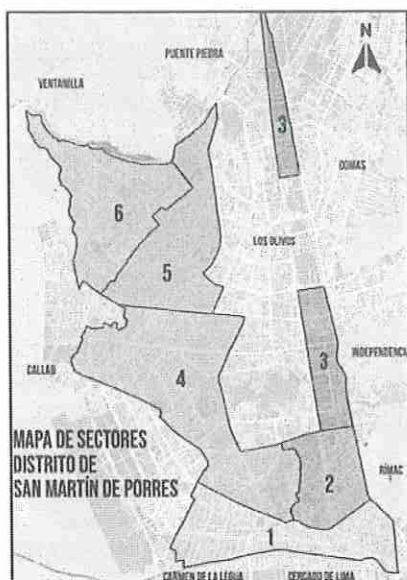 PUENTE PIEDRA
N
VENTANILLA
3
COMAS
6
LOS OLIVOS
5
3
INDEPENDENCIA
CALLAO
4
MAPA DE SECTORES
DISTRITO DE
SAN MARTÍN DE PORRES
RÍMAC
2
1
CARMEN DE LA LEGUA
CERCADO DE LIMA